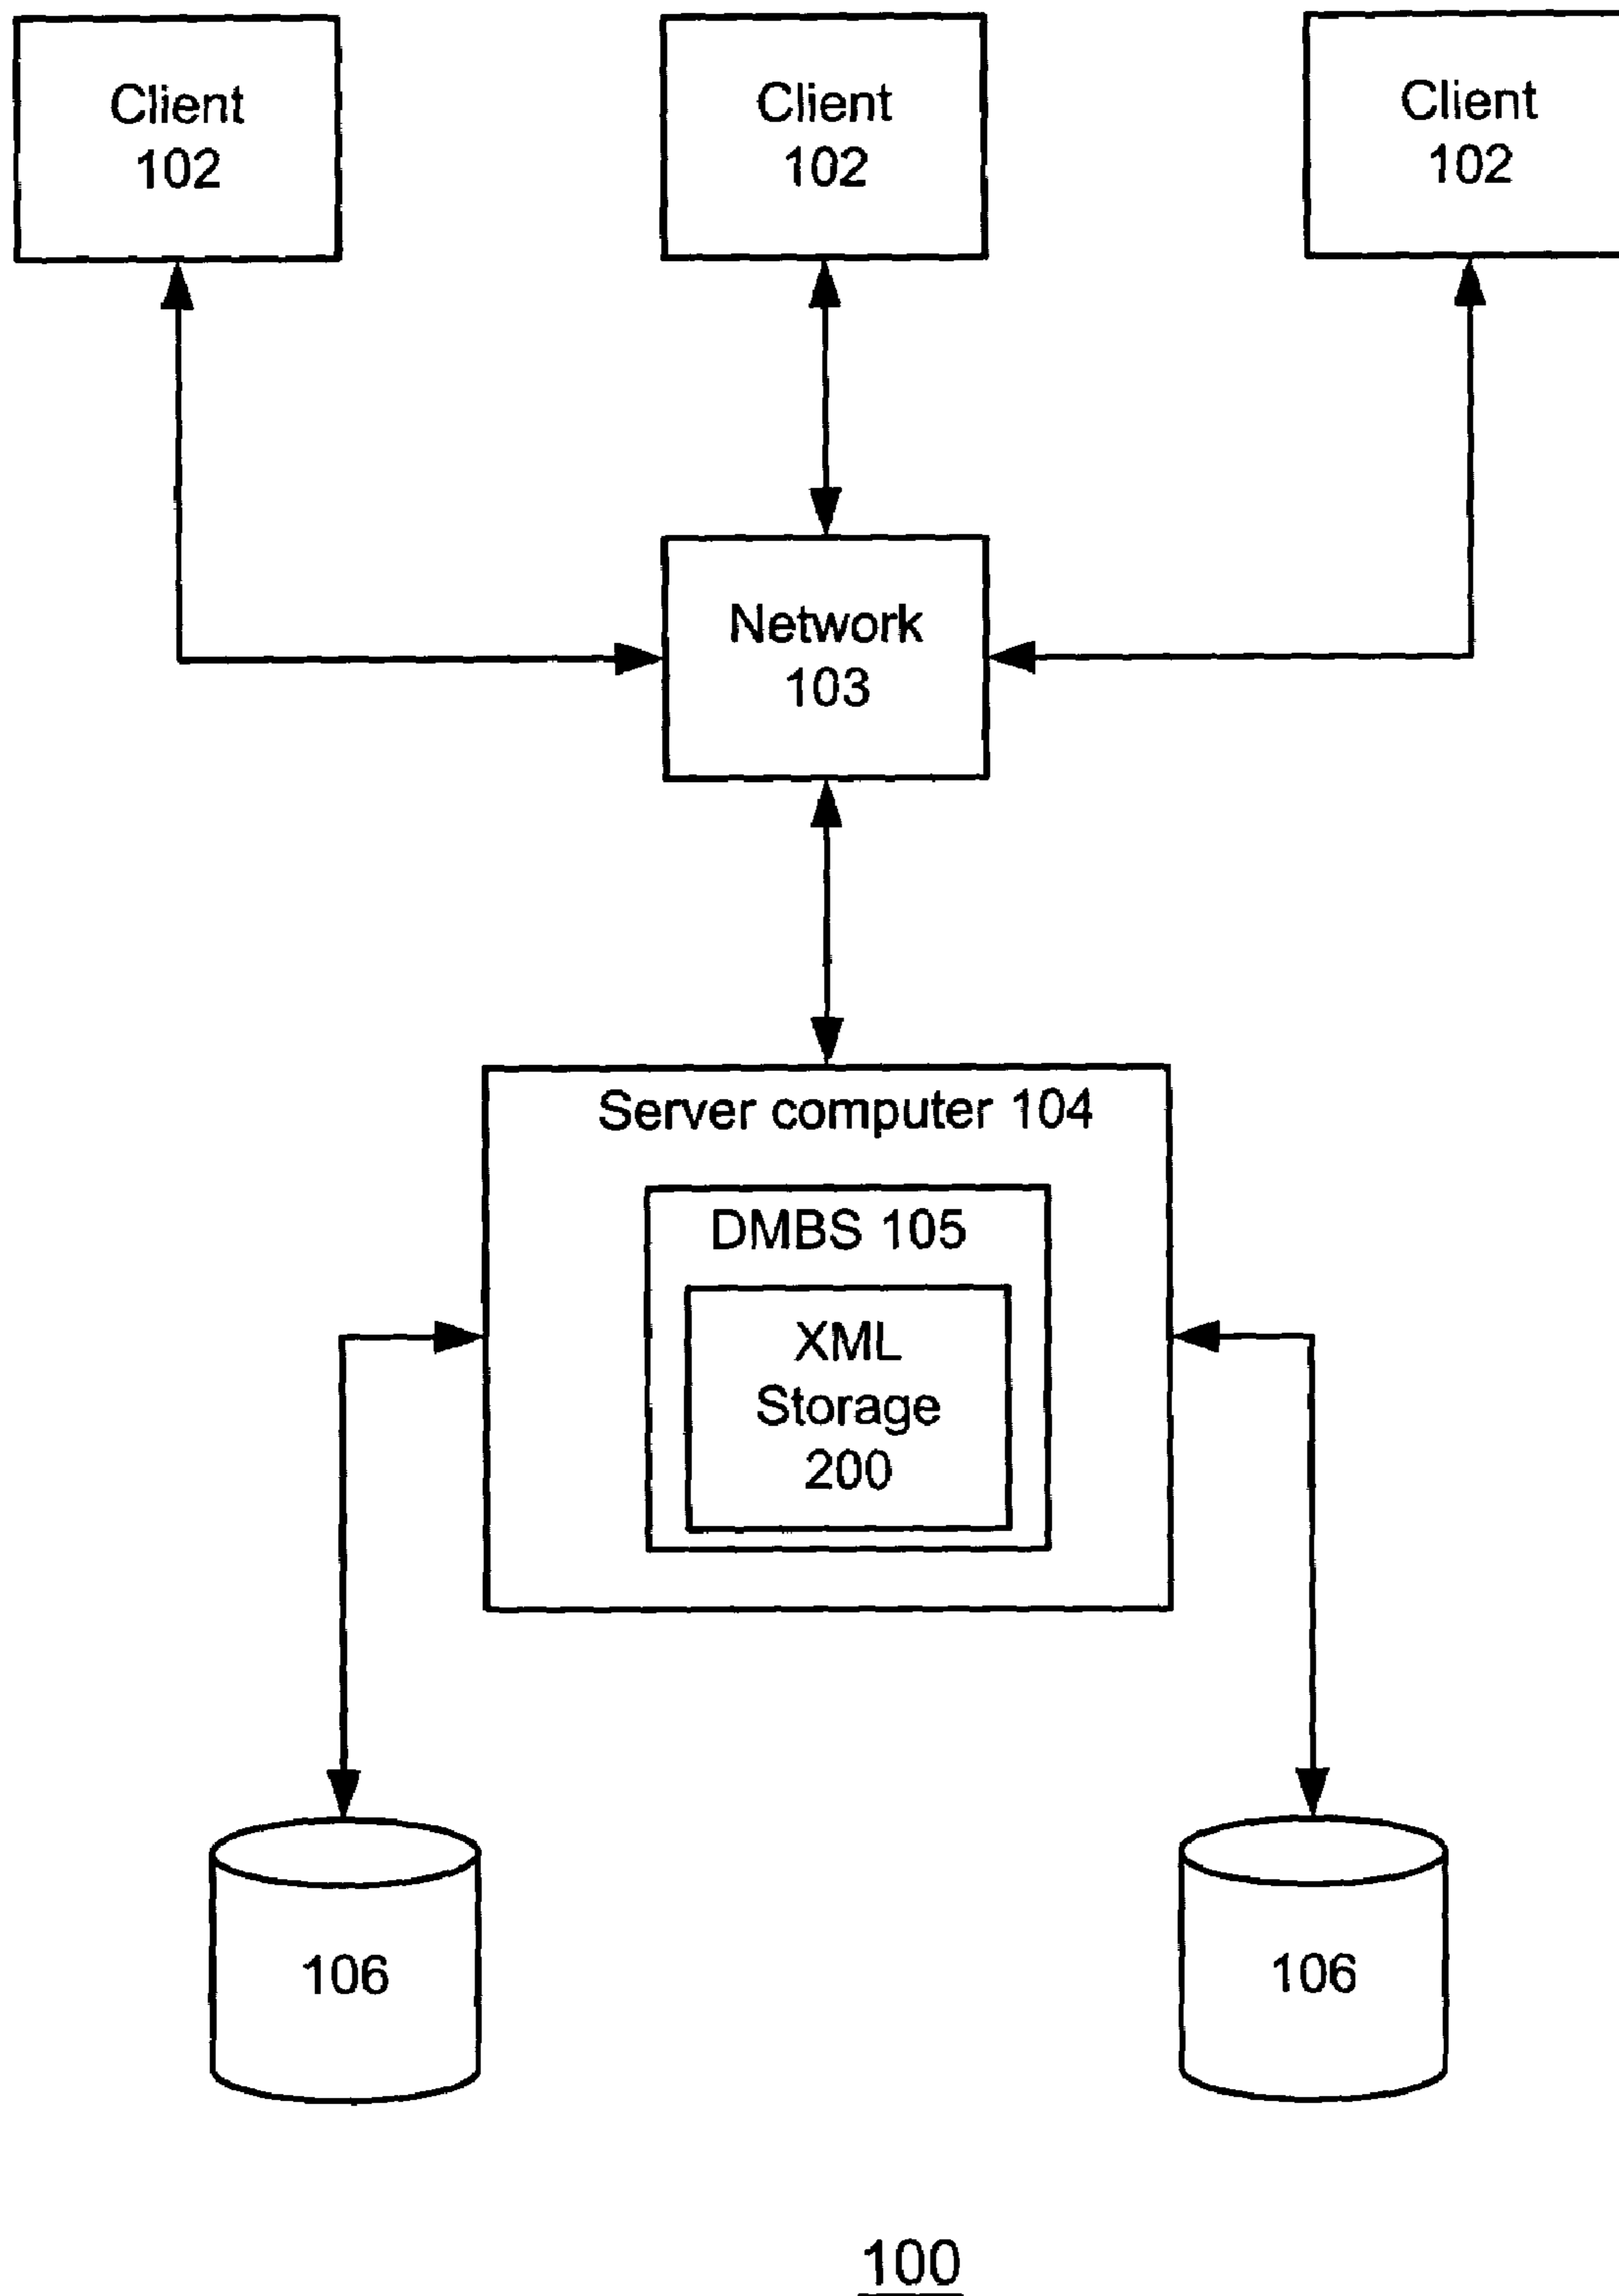 Client
102
Client
102
Client
102
Network
103
Server computer 104
DMBS 105
XML
Storage
200
106
106
100